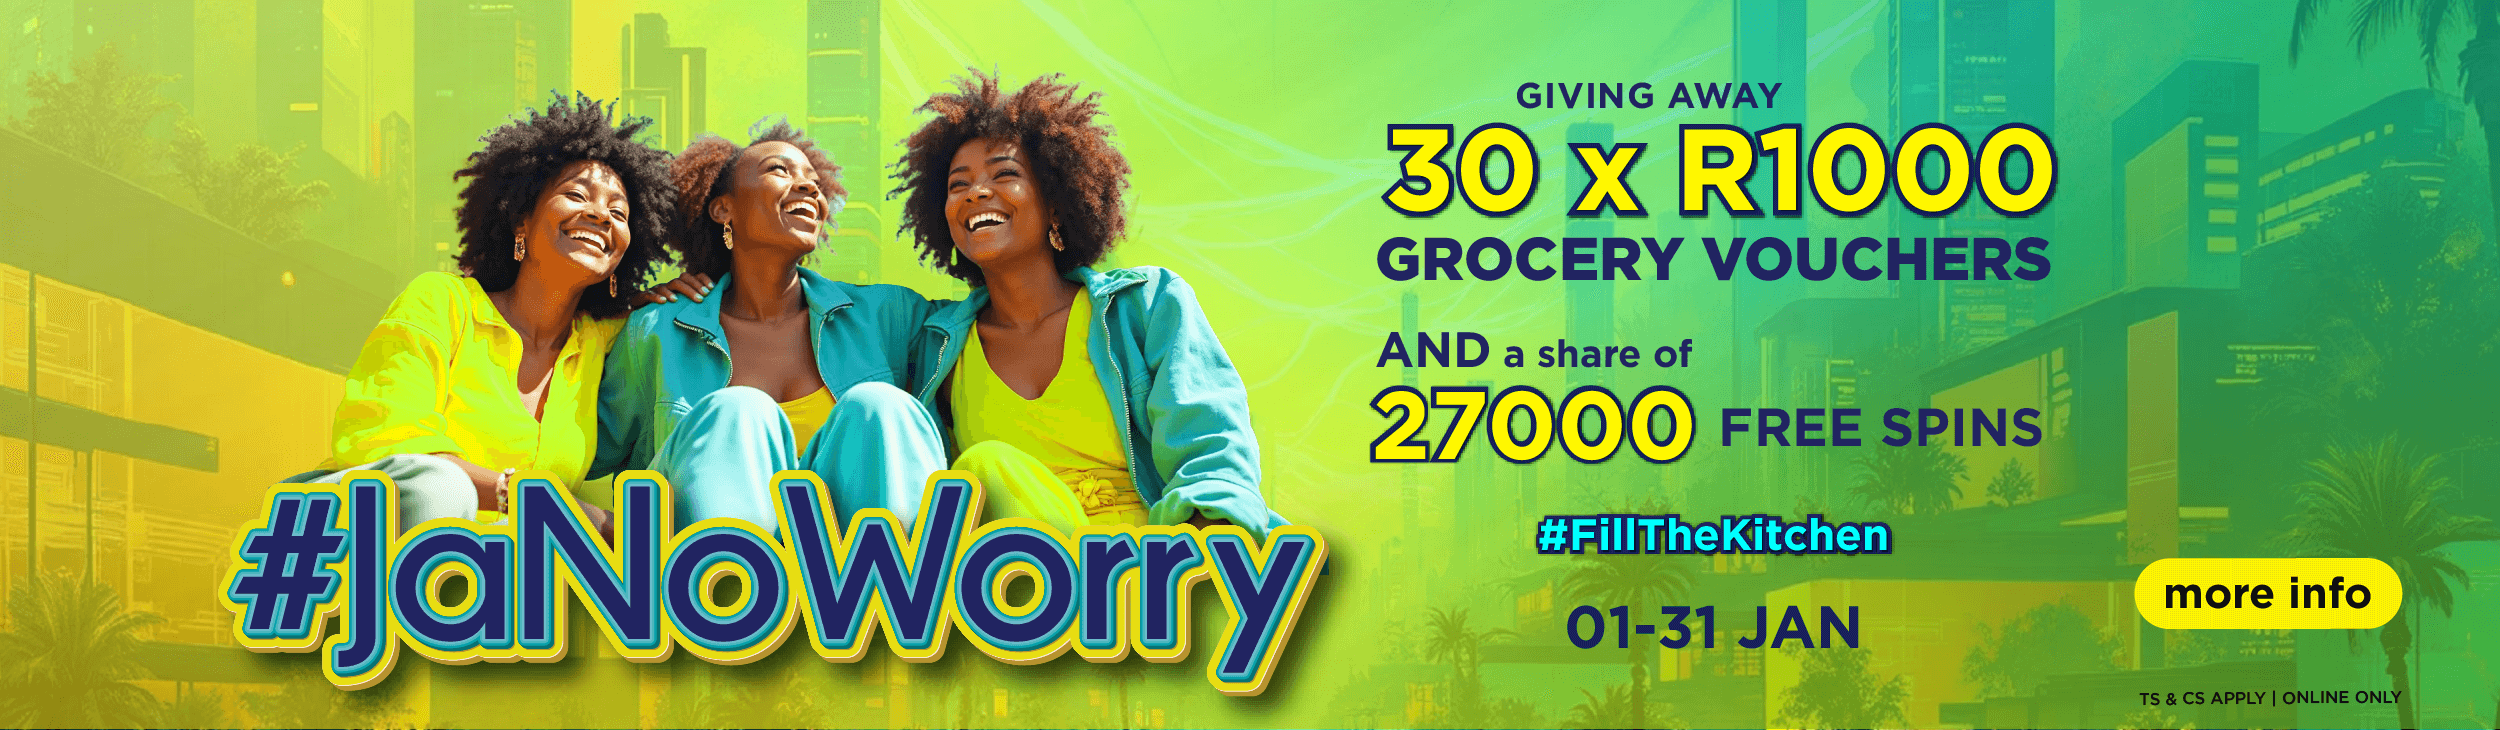 #JaNoWorry
GIVING AWAY
30 x R1000
GROCERY VOUCHERS
AND a share of
27000 FREE SPINS
#FillTheKitchen
01-31 JAN
more info
TS & CS APPLY | ONLINE ONLY